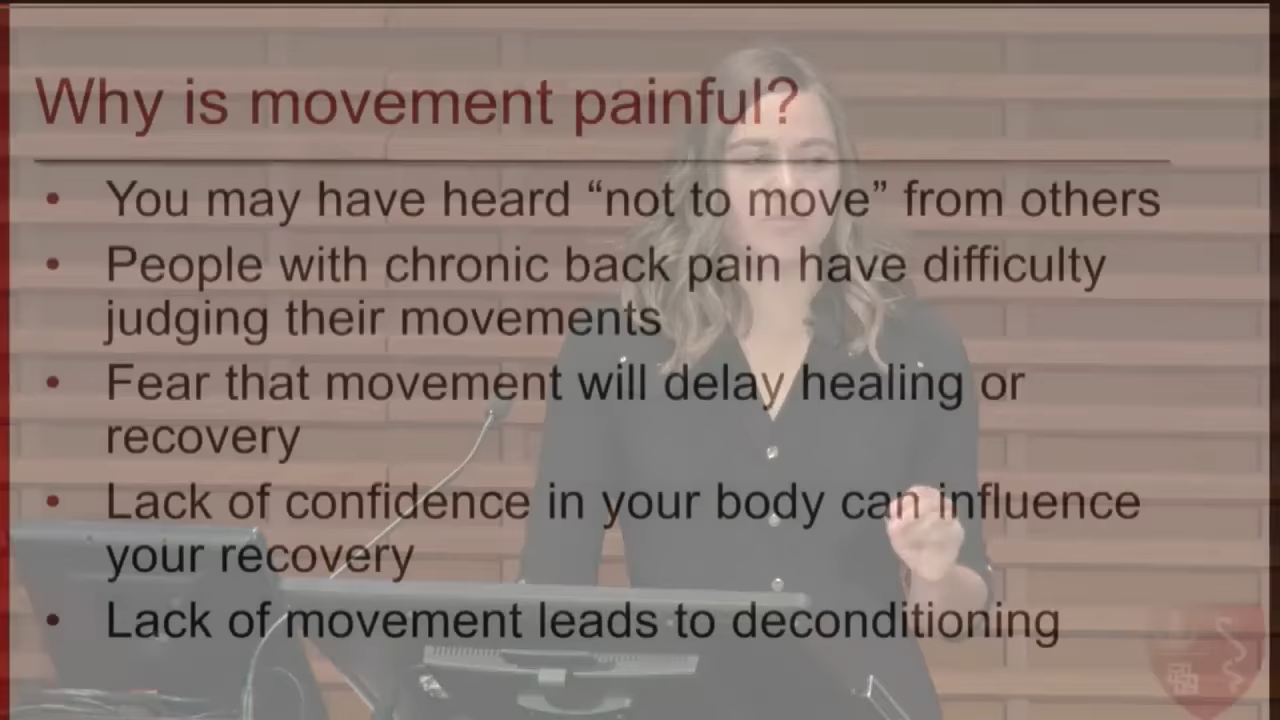 Why is movement painful?
• You may have heard “not to move” from others
• People with chronic back pain have difficulty
judging their movements
• Fear that movement will delay healing or
recovery
• Lack of confidence in your body can influence
your recovery
• Lack of movement leads to deconditioning